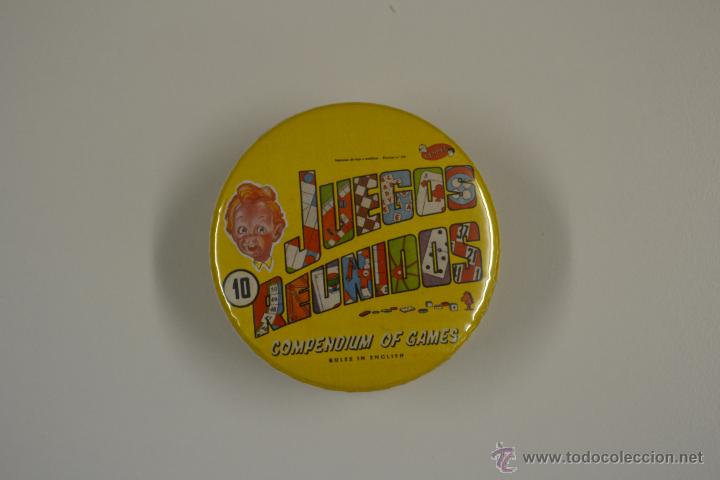 JUEGOS
REUNIDOS
10
COMPENDIUM OF GAMES
RULES IN ENGLISH
www.todocoleccion.net